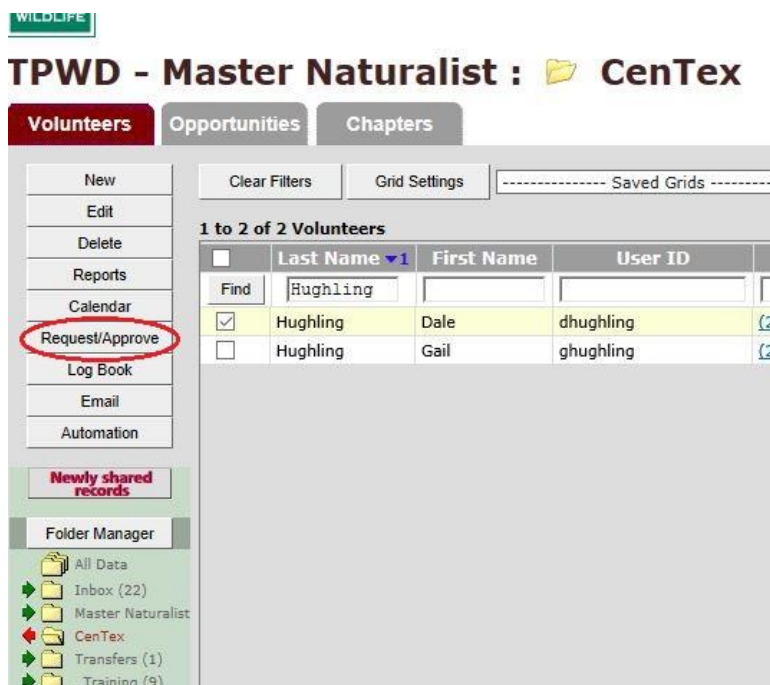 WILDLIFE
TPWD - Master Naturalist : CenTex
Volunteers Opportunities Chapters
New
Edit
Delete
Reports
Calendar
Request/Approve
Log Book
Email
Automation
Newly shared
records
Folder Manager
All Data
Inbox (22)
Master Naturalist
CenTex
Transfers (1)
Training (9)
Clear Filters Grid Settings --------------- Saved Grids ---------
1 to 2 of 2 Volunteers
Last Name ▼1 First Name User ID
Find Hughling
Hughling Dale dhughling (2
Hughling Gail ghughling (2